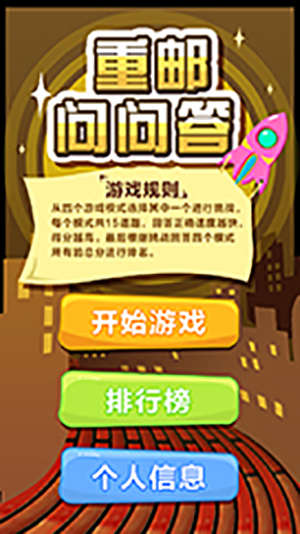 重邮
问问答
游戏规则
从四个游戏模式选择其中一个进行挑战,
每个模式共15道题，回答正确速度越快,
得分越高，最后根据挑战所答四个模式
所有的总分进行排名。
开始游戏
排行榜
个人信息